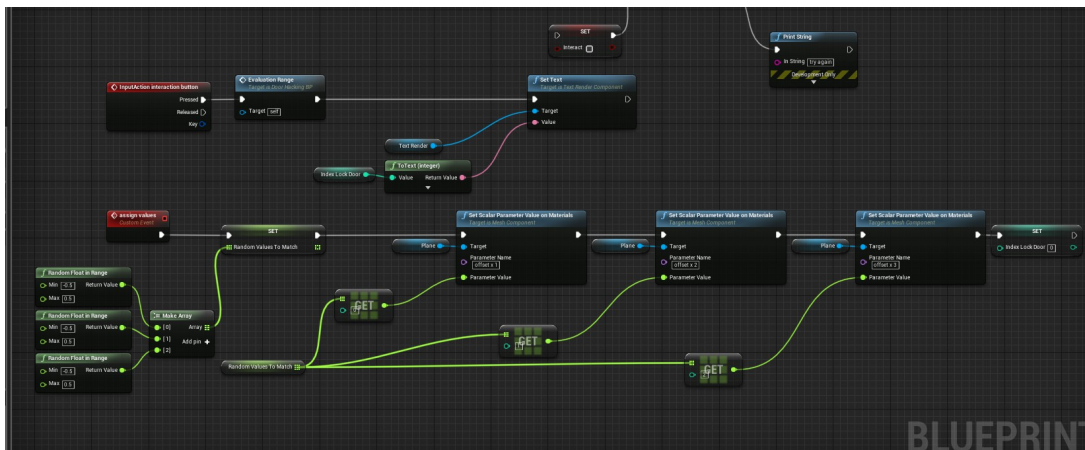 SET
Interact
Print String
In String try again
Development Only
InputAction interaction button
Pressed
Released
Key
Evaluation Range
Target is Door Hacking BP
Target self
Set Text
Target is Text Render Component
Target
Value
Text Render
Index Lock Door
ToText (integer)
Value Return Value
assign values
Custom Event
SET
Random Values To Match
Set Scalar Parameter Value on Materials
Target is Mesh Component
Plane
Target
Parameter Name
offset x 1
Parameter Value
Set Scalar Parameter Value on Materials
Target is Mesh Component
Plane
Target
Parameter Name
offset x 2
Parameter Value
Set Scalar Parameter Value on Materials
Target is Mesh Component
Plane
Target
Parameter Name
offset x 3
Parameter Value
SET
Index Lock Door 0
Random Float in Range
Min -0.5 Return Value
Max 0.5
Random Float in Range
Min -0.5 Return Value
Max 0.5
Random Float in Range
Min -0.5 Return Value
Max 0.5
Make Array
[0] Array
[1] Add pin +
[2]
Random Values To Match
GET
GET
GET
BLUEPRINT